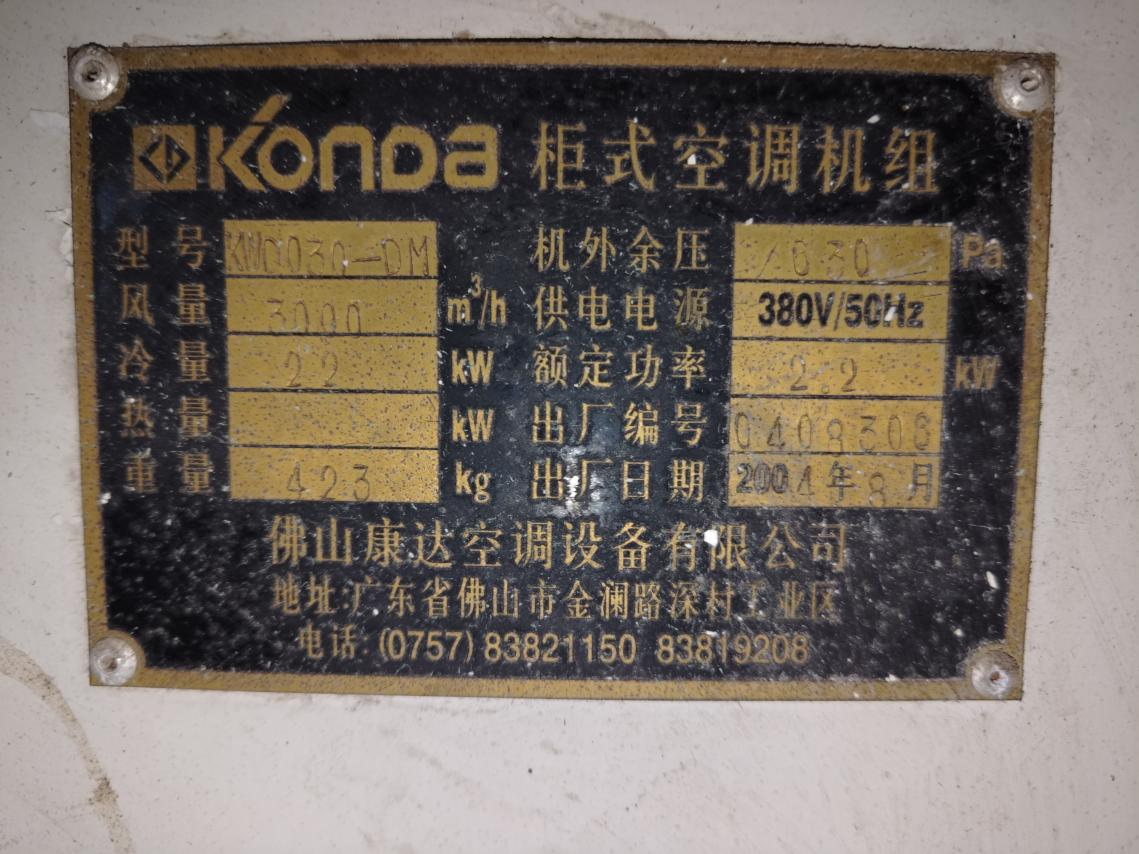 KONDA 柜式空调机组
型号 KWD030-DM 机外余压 630 Pa
风量 3000 m³/h 供电电源 380V/50Hz
冷量 22 kW 额定功率 2.2 kW
热量 kW 出厂编号 0408306
重量 423 kg 出厂日期 2004年8月
佛山康达空调设备有限公司
地址:广东省佛山市金澜路深村工业区
电话:(0757) 83821150 83819208